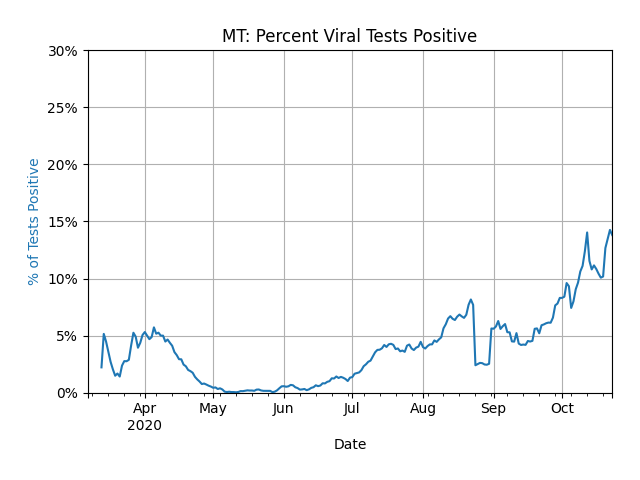 MT: Percent Viral Tests Positive
30%
25%
20%
15%
10%
5%
0%
% of Tests Positive
Apr May Jun Jul Aug Sep Oct
2020
Date